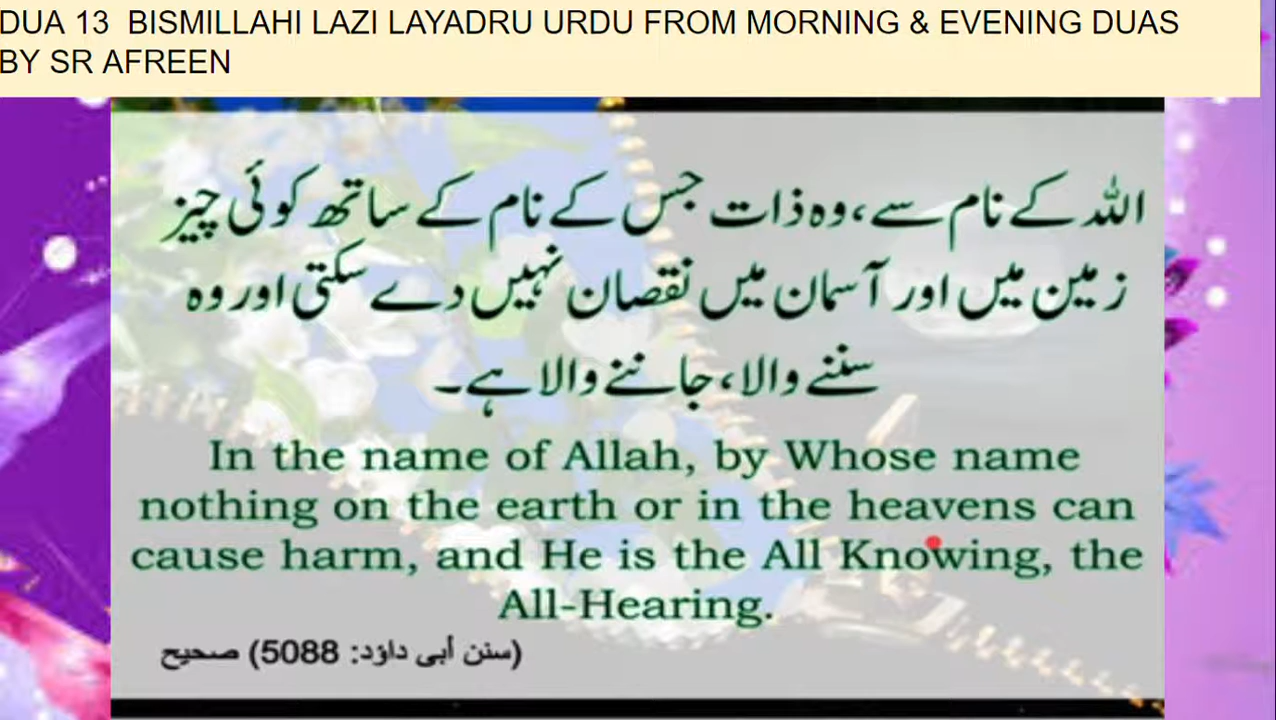 DUA 13 BISMILLAHI LAZI LAYADRU URDU FROM MORNING & EVENING DUAS
BY SR AFREEN
اللہ کے نام سے، وہ ذات جس کے نام کے ساتھ کوئی چیز
زمین میں اور آسمان میں نقصان نہیں دے سکتی اور وہ
سننے والا، جاننے والا ہے۔
In the name of Allah, by Whose name
nothing on the earth or in the heavens can
cause harm, and He is the All Knowing, the
All-Hearing.
(سنن أبی داؤد: 5088) صحیح